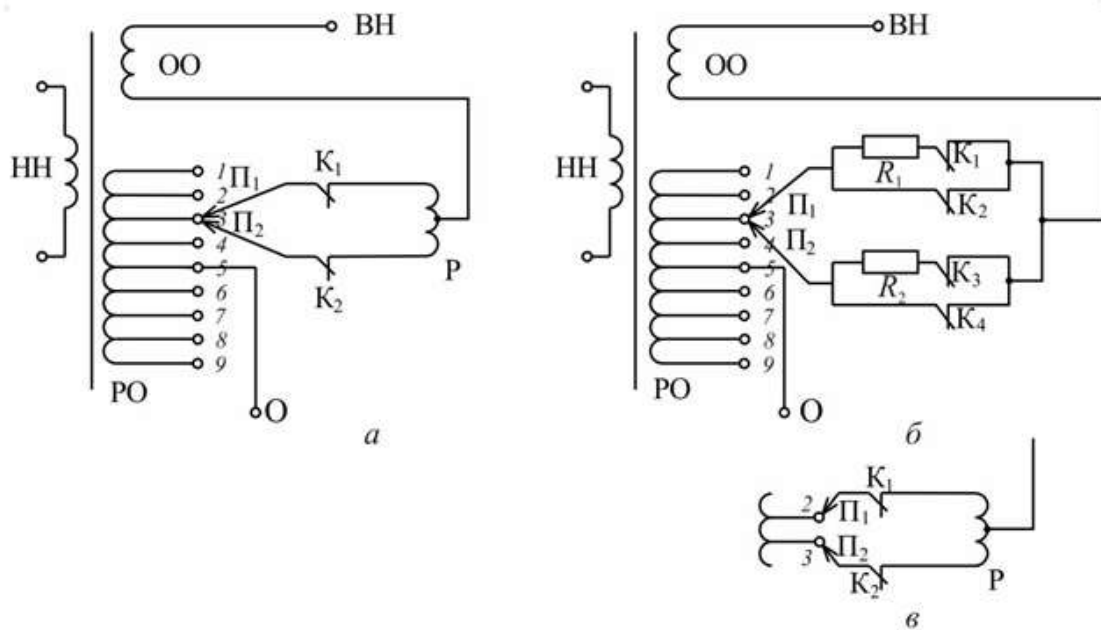 ВН
ОО
НН
1
П₁
К₁
2
3
П₂
4
5
К₂
Р
6
7
8
9
РО
О
а
ВН
ОО
НН
1
К₁
R₁
2
П₁
К₂
3
П₂
4
5
К₃
R₂
6
К₄
7
8
9
РО
О
б
К₁
2
П₁
3
П₂
К₂
Р
в